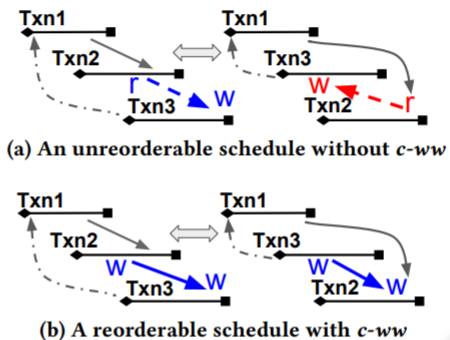 Txn1
Txn2
r
w
Txn3
Txn1
Txn3
w
r
Txn2
(a) An unreorderable schedule without c-ww
Txn1
Txn2
w
w
Txn3
Txn1
Txn3
w
w
Txn2
(b) A reorderable schedule with c-ww